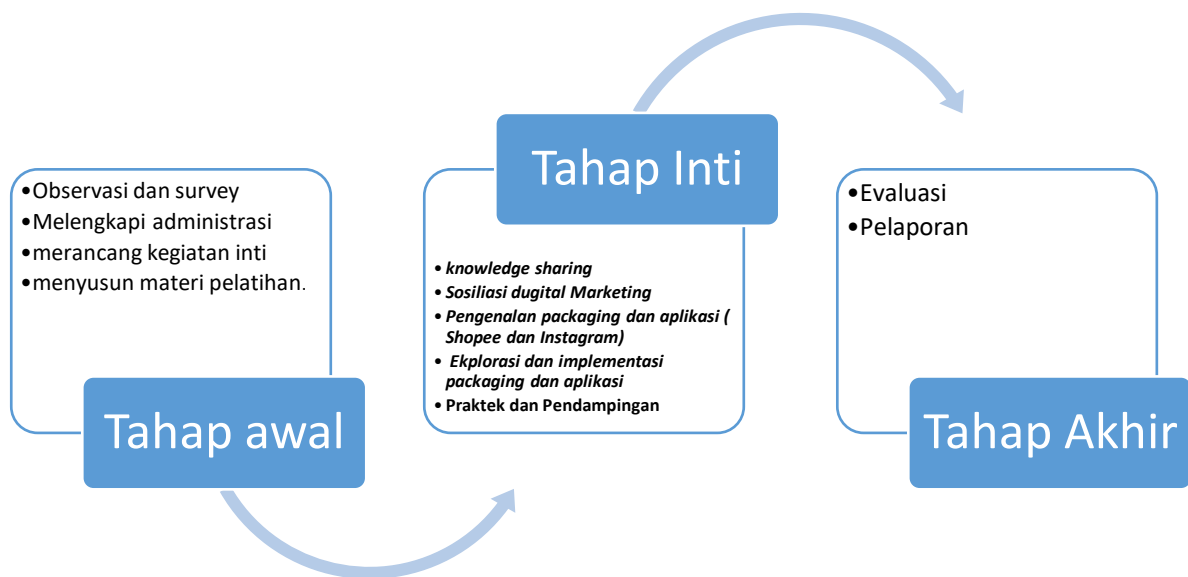 •Observasi dan survey
•Melengkapi administrasi
•merancang kegiatan inti
•menyusun materi pelatihan.
Tahap awal
Tahap Inti
• knowledge sharing
• Sosiliasi dugital Marketing
• Pengenalan packaging dan aplikasi (
Shopee dan Instagram)
• Ekplorasi dan implementasi
packaging dan aplikasi
• Praktek dan Pendampingan
•Evaluasi
•Pelaporan
Tahap Akhir